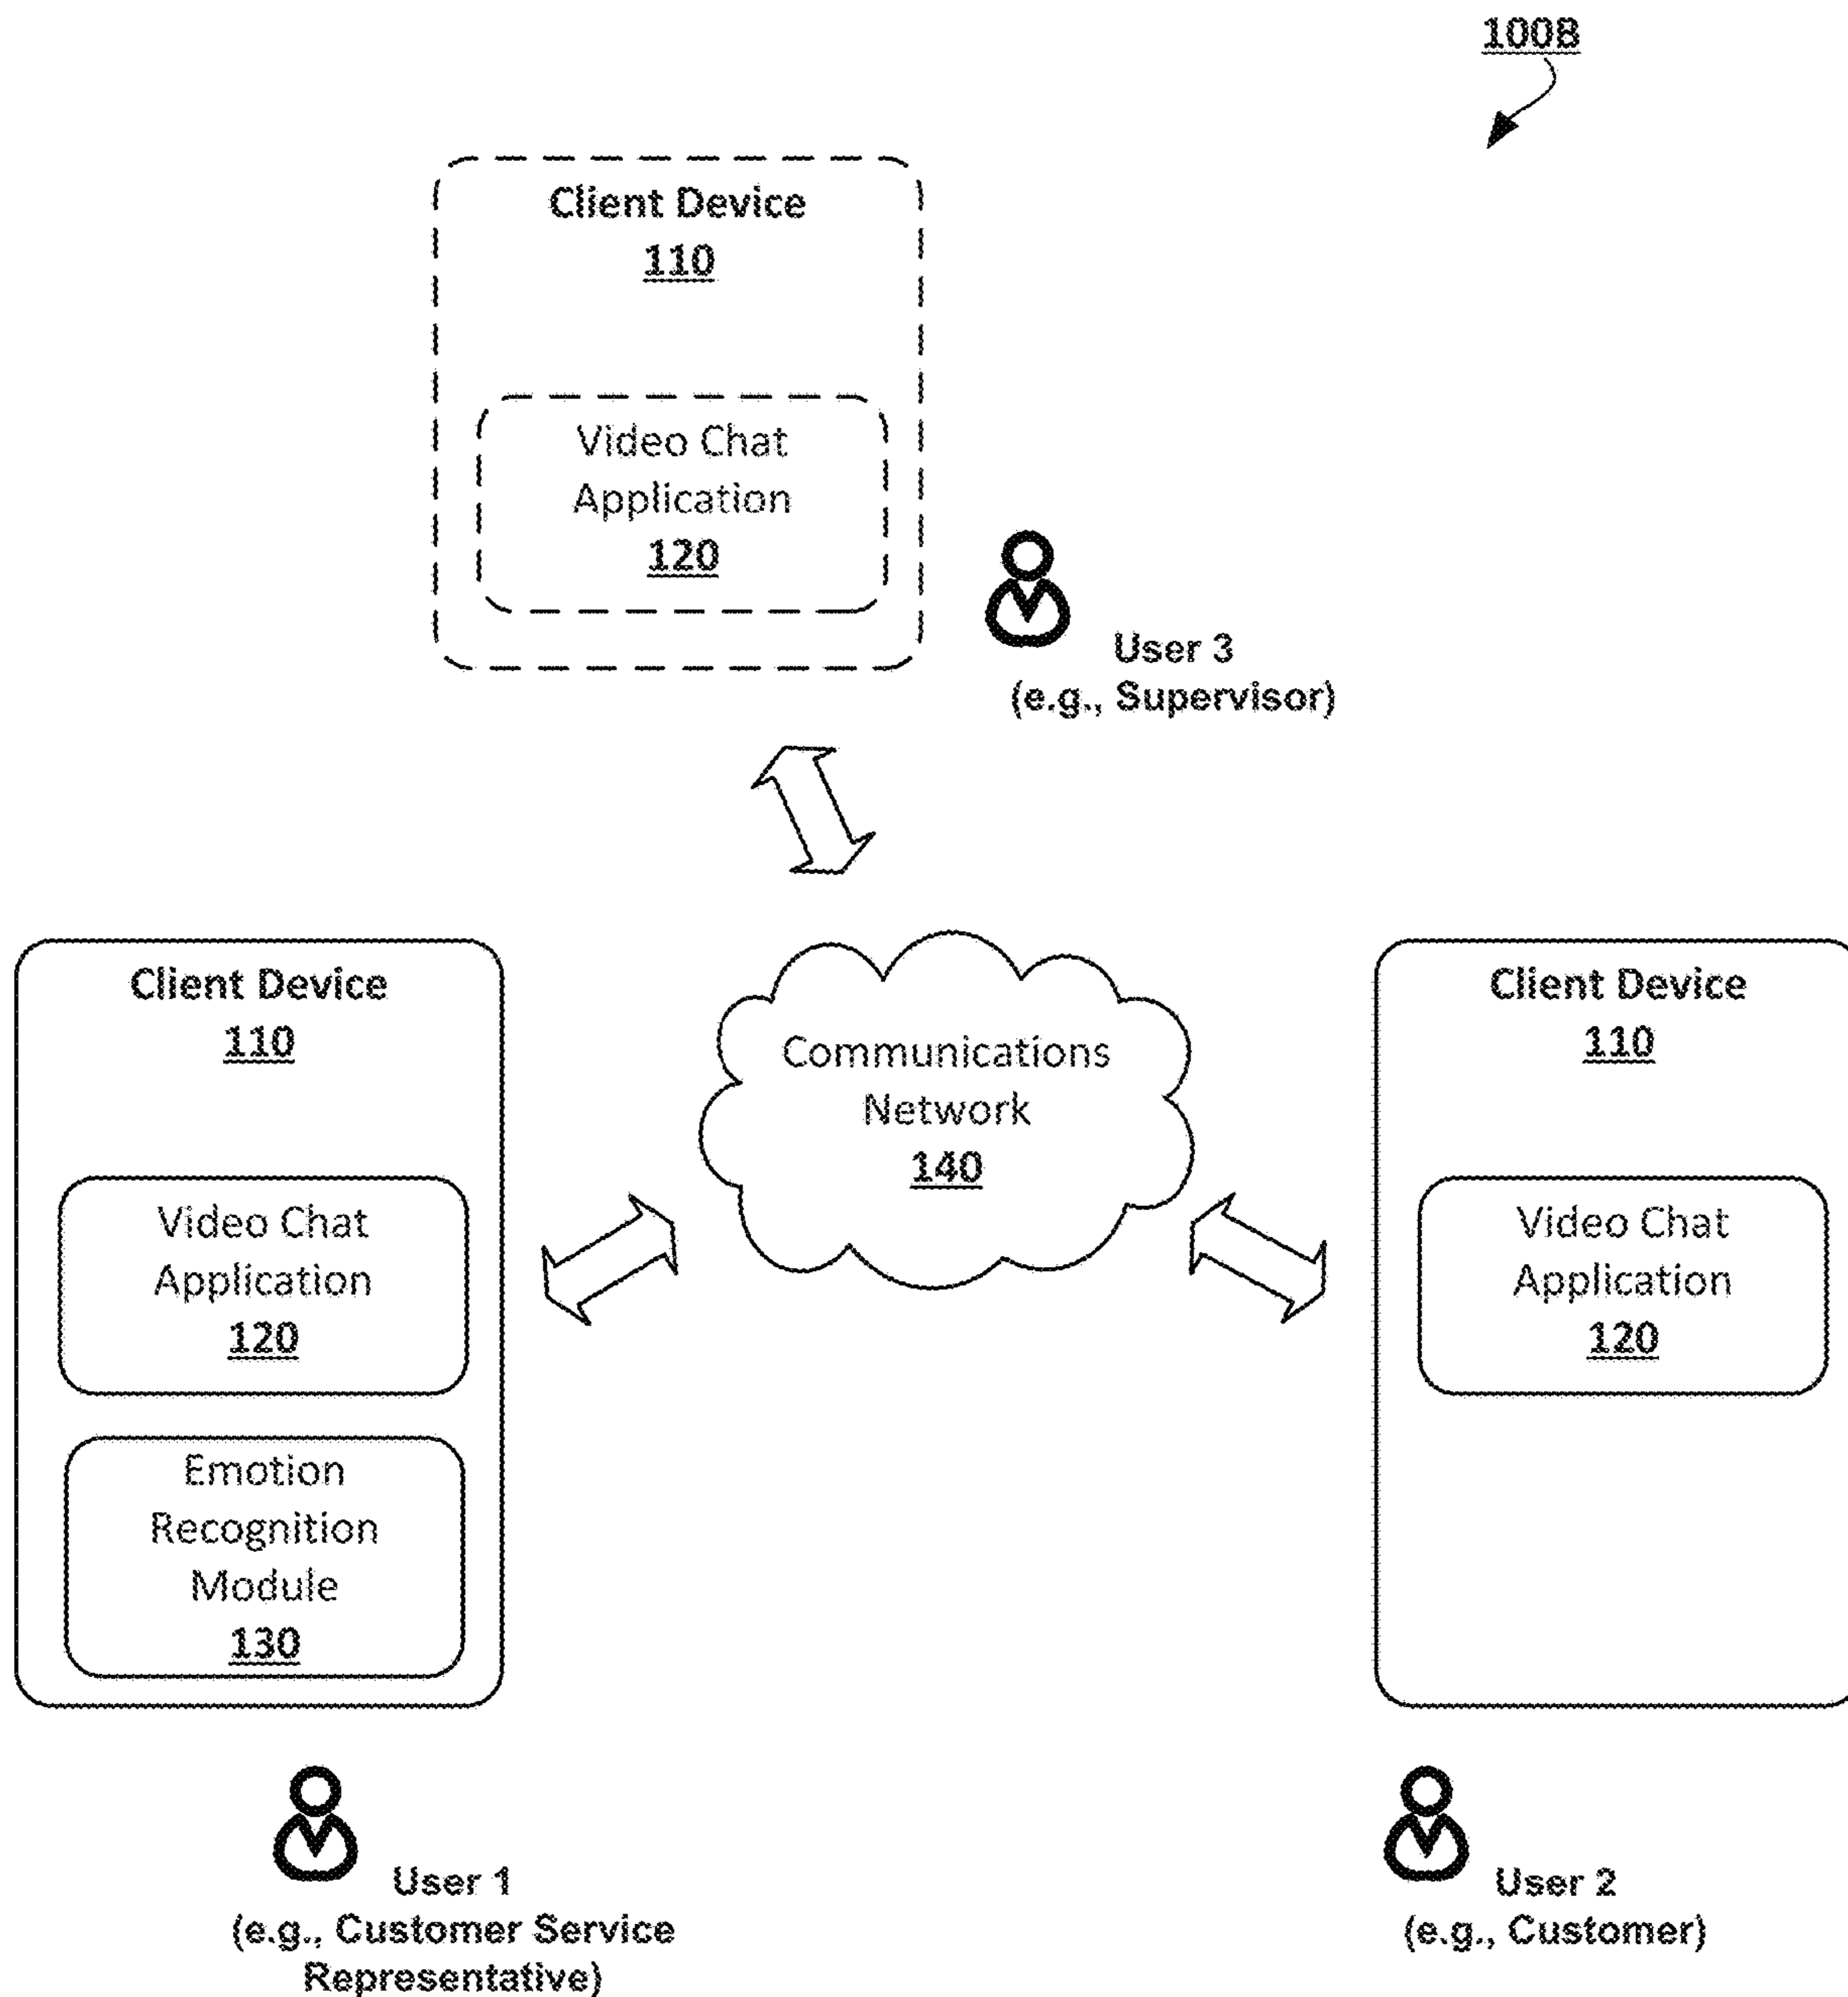 100B
Client Device
110
Video Chat
Application
120
User 3
(e.g., Supervisor)
Client Device
110
Video Chat
Application
120
Emotion
Recognition
Module
130
Communications
Network
140
Client Device
110
Video Chat
Application
120
User 1
(e.g., Customer Service
Representative)
User 2
(e.g., Customer)